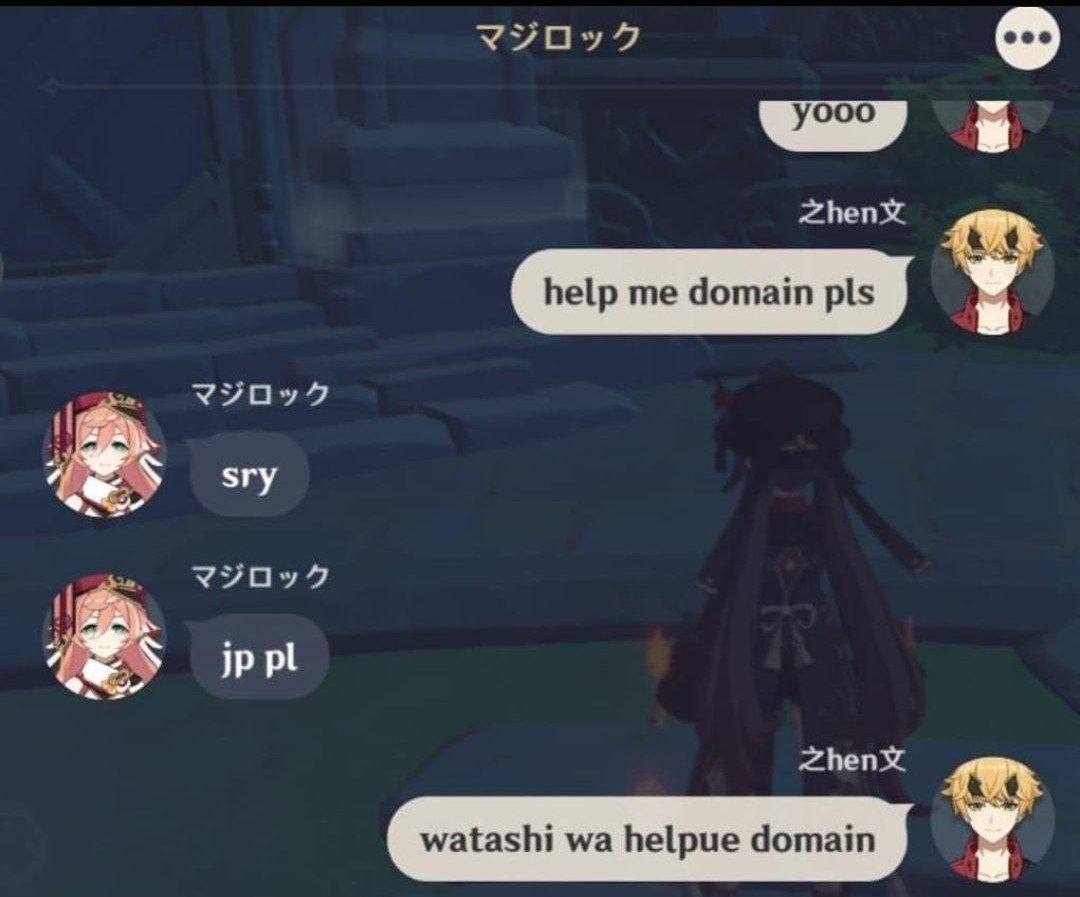 マジロック
yooo
之hen文
help me domain pls
マジロック
sry
マジロック
jp pl
之hen文
watashi wa helpue domain